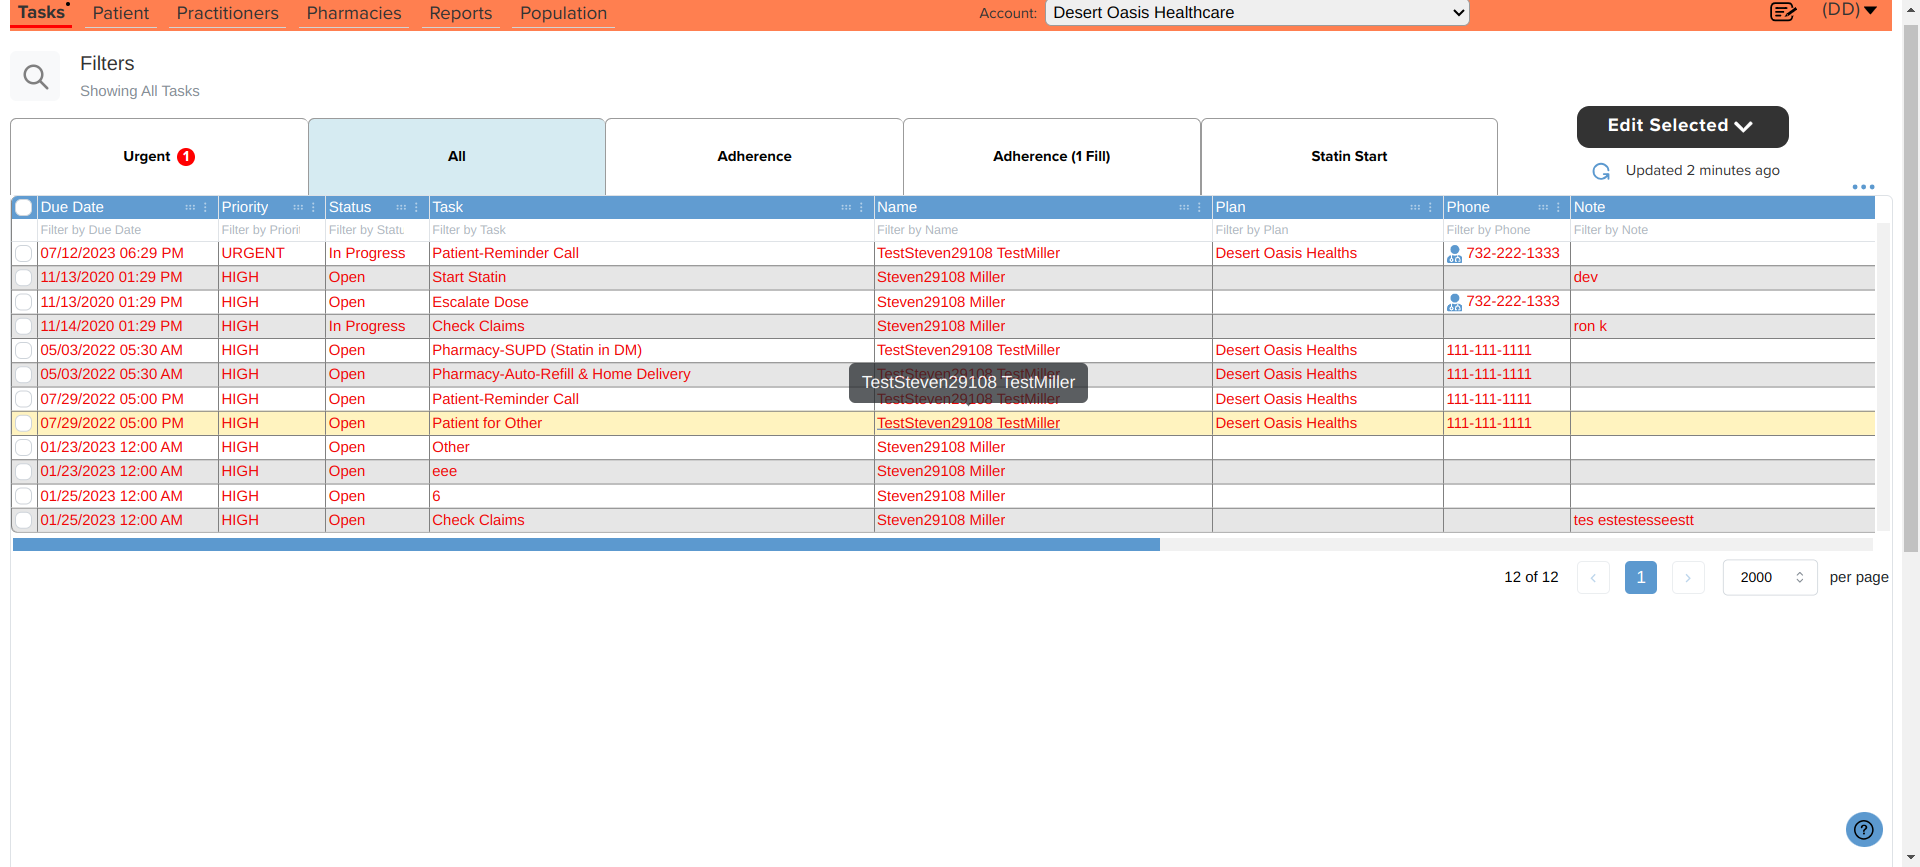 Tasks Patient Practitioners Pharmacies Reports Population Account: Desert Oasis Healthcare (DD)
Filters
Showing All Tasks
Urgent 1 All Adherence Adherence (1 Fill) Statin Start
Edit Selected
Updated 2 minutes ago
Due Date Priority Status Task Name Plan Phone Note
Filter by Due Date Filter by Priorit Filter by Statu Filter by Task Filter by Name Filter by Plan Filter by Phone Filter by Note
07/12/2023 06:29 PM URGENT In Progress Patient-Reminder Call TestSteven29108 TestMiller Desert Oasis Healths 732-222-1333
11/13/2020 01:29 PM HIGH Open Start Statin Steven29108 Miller dev
11/13/2020 01:29 PM HIGH Open Escalate Dose Steven29108 Miller 732-222-1333
11/14/2020 01:29 PM HIGH In Progress Check Claims Steven29108 Miller ron k
05/03/2022 05:30 AM HIGH Open Pharmacy-SUPD (Statin in DM) TestSteven29108 TestMiller Desert Oasis Healths 111-111-1111
05/03/2022 05:30 AM HIGH Open Pharmacy-Auto-Refill & Home Delivery Desert Oasis Healths 111-111-1111
TestSteven29108 TestMiller
07/29/2022 05:00 PM HIGH Open Patient-Reminder Call TestSteven29108 TestMiller Desert Oasis Healths 111-111-1111
07/29/2022 05:00 PM HIGH Open Patient for Other TestSteven29108 TestMiller Desert Oasis Healths 111-111-1111
01/23/2023 12:00 AM HIGH Open Other Steven29108 Miller
01/23/2023 12:00 AM HIGH Open eee Steven29108 Miller
01/25/2023 12:00 AM HIGH Open 6 Steven29108 Miller
01/25/2023 12:00 AM HIGH Open Check Claims Steven29108 Miller tes estestesseestt
12 of 12 1 2000 per page